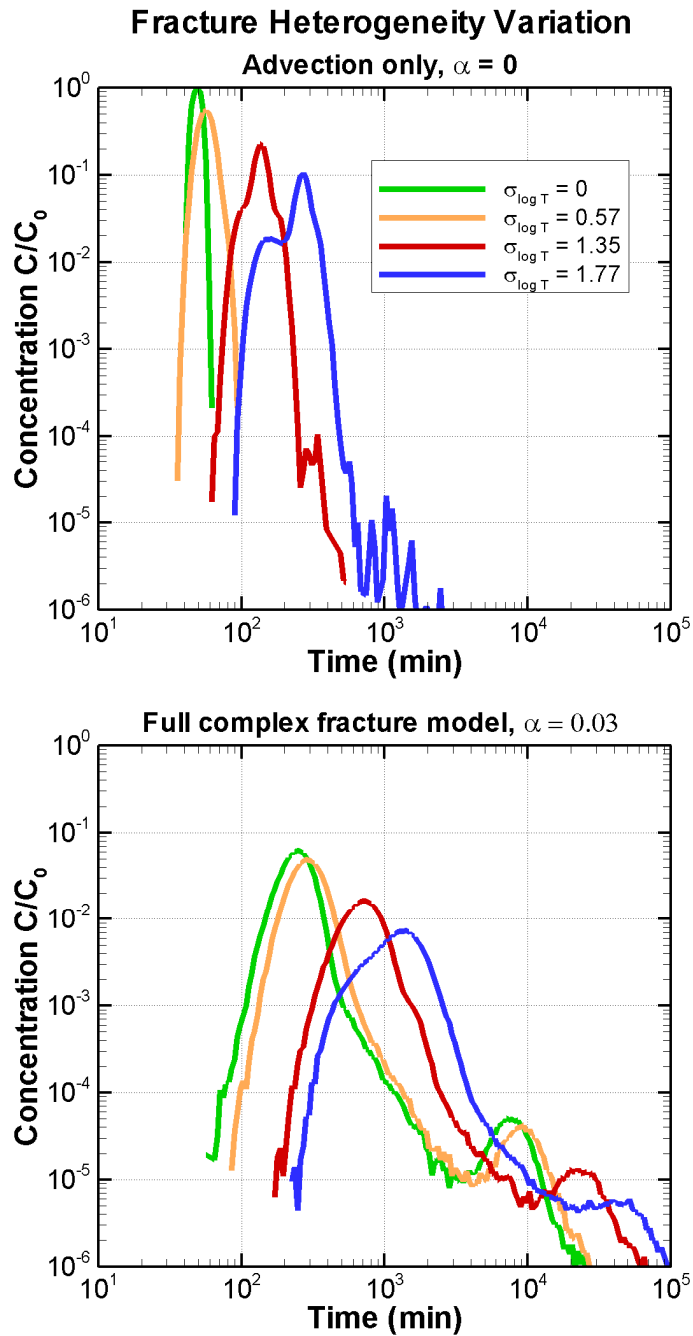 Fracture Heterogeneity Variation
Advection only, α = 0
Concentration C/C₀
10⁰
10⁻¹
10⁻²
10⁻³
10⁻⁴
10⁻⁵
10⁻⁶
σlog T = 0
σlog T = 0.57
σlog T = 1.35
σlog T = 1.77
10¹ 10² 10³ 10⁴ 10⁵
Time (min)
Full complex fracture model, α = 0.03
Concentration C/C₀
10⁰
10⁻¹
10⁻²
10⁻³
10⁻⁴
10⁻⁵
10⁻⁶
10¹ 10² 10³ 10⁴ 10⁵
Time (min)